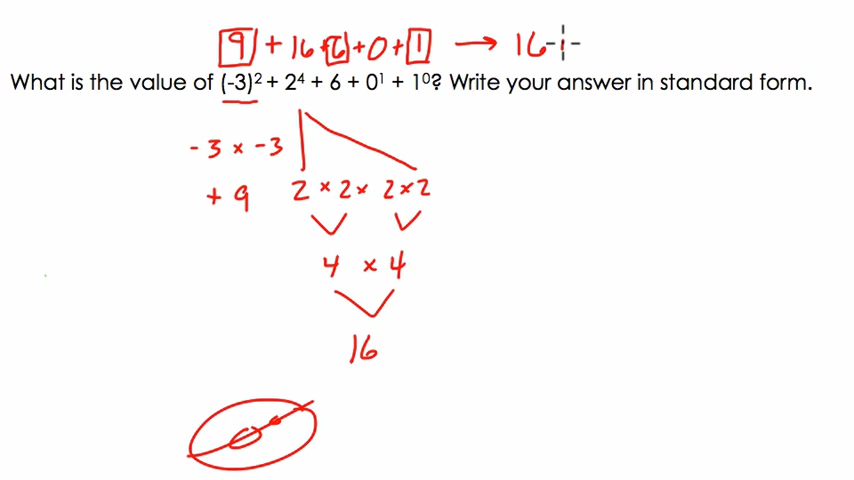 9 + 16 + 6 + 0 + 1 → 16 +
What is the value of (-3)² + 2⁴ + 6 + 0¹ + 1⁰? Write your answer in standard form.
- 3 × -3
+ 9
2 × 2 × 2 × 2
4 × 4
16